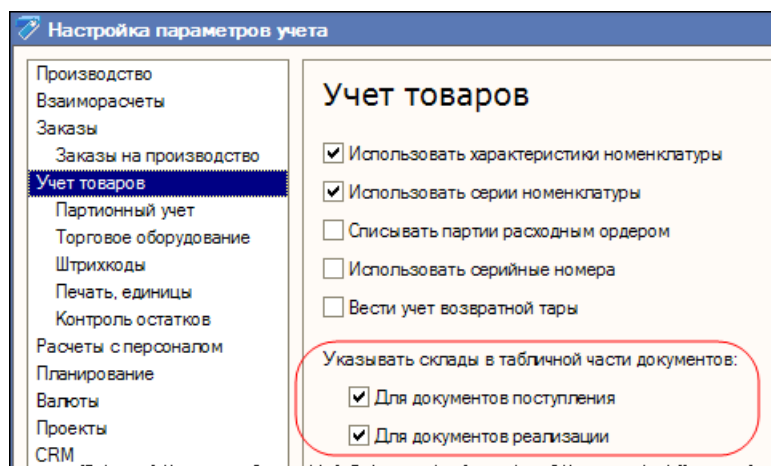 Настройка параметров учета
Производство
Взаиморасчеты
Заказы
Заказы на производство
Учет товаров
Партионный учет
Торговое оборудование
Штрихкоды
Печать, единицы
Контроль остатков
Расчеты с персоналом
Планирование
Валюты
Проекты
CRM
Учет товаров
Использовать характеристики номенклатуры
Использовать серии номенклатуры
Списывать партии расходным ордером
Использовать серийные номера
Вести учет возвратной тары
Указывать склады в табличной части документов:
Для документов поступления
Для документов реализации